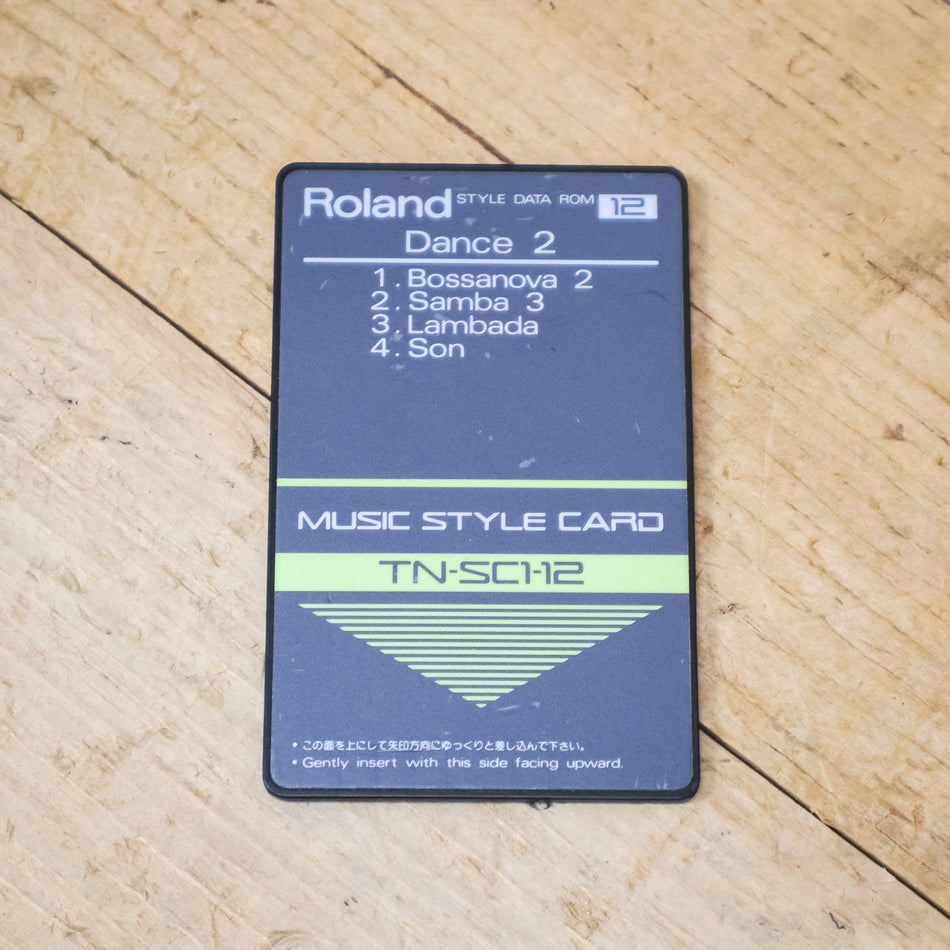 Roland STYLE DATA ROM 12
Dance 2
1. Bossanova 2
2. Samba 3
3. Lambada
4. Son
MUSIC STYLE CARD
TN-SC1-12
• この面を上にして矢印方向にゆっくりと差し込んで下さい。
• Gently insert with this side facing upward.